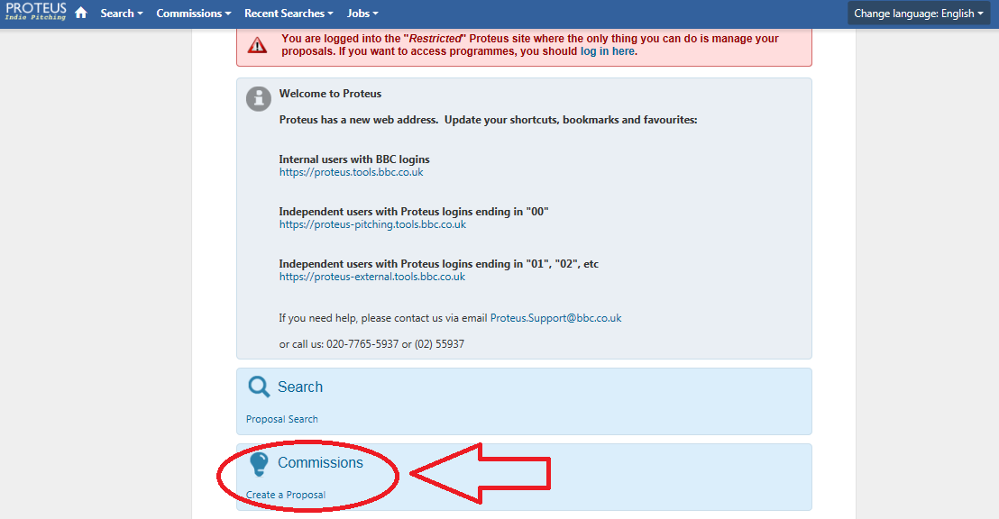 PROTEUS
Indie Pitching
Search
Commissions
Recent Searches
Jobs
Change language: English
You are logged into the "Restricted" Proteus site where the only thing you can do is manage your
proposals. If you want to access programmes, you should log in here.
Welcome to Proteus
Proteus has a new web address. Update your shortcuts, bookmarks and favourites:
Internal users with BBC logins
https://proteus.tools.bbc.co.uk
Independent users with Proteus logins ending in "00"
https://proteus-pitching.tools.bbc.co.uk
Independent users with Proteus logins ending in "01", "02", etc
https://proteus-external.tools.bbc.co.uk
If you need help, please contact us via email Proteus.Support@bbc.co.uk
or call us: 020-7765-5937 or (02) 55937
Search
Proposal Search
Commissions
Create a Proposal